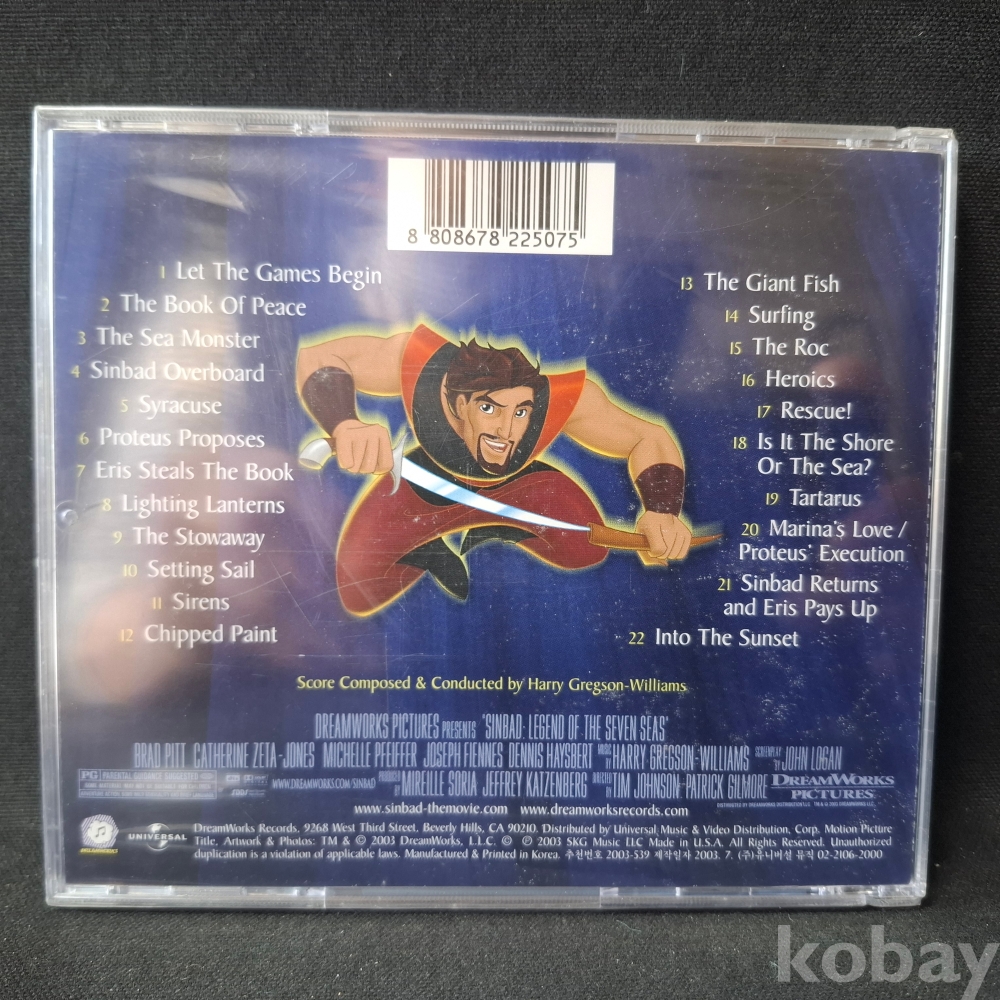 8 808678 225075
1 Let The Games Begin
2 The Book Of Peace
3 The Sea Monster
4 Sinbad Overboard
5 Syracuse
6 Proteus Proposes
7 Eris Steals The Book
8 Lighting Lanterns
9 The Stowaway
10 Setting Sail
11 Sirens
12 Chipped Paint
13 The Giant Fish
14 Surfing
15 The Roc
16 Heroics
17 Rescue!
18 Is It The Shore
Or The Sea?
19 Tartarus
20 Marina's Love /
Proteus' Execution
21 Sinbad Returns
and Eris Pays Up
22 Into The Sunset
Score Composed & Conducted by Harry Gregson-Williams
DREAMWORKS PICTURES PRESENTS "SINBAD: LEGEND OF THE SEVEN SEAS"
BRAD PITT CATHERINE ZETA-JONES MICHELLE PFEIFFER JOSEPH FIENNES DENNIS HAYSBERT MUSIC BY HARRY GREGSON-WILLIAMS SCREENPLAY BY JOHN LOGAN
PG PARENTAL GUIDANCE SUGGESTED WWW.DREAMWORKS.COM/SINBAD PRODUCED BY MIREILLE SORIA JEFFREY KATZENBERG DIRECTED BY TIM JOHNSON PATRICK GILMORE DREAMWORKS
PICTURES
www.sinbad-themovie.com www.dreamworksrecords.com
UNIVERSAL
DreamWorks Records, 9268 West Third Street, Beverly Hills, CA 90210. Distributed by Universal Music & Video Distribution, Corp. Motion Picture
Title, Artwork & Photos: TM & © 2003 DreamWorks, L.L.C. © ℗ 2003 SKG Music LLC Made in U.S.A. All Rights Reserved. Unauthorized
duplication is a violation of applicable laws. Manufactured & Printed in Korea. 추천번호 2003-539 제작일자 2003. 7. (주)유니버설 뮤직 02-2106-2000
kobay